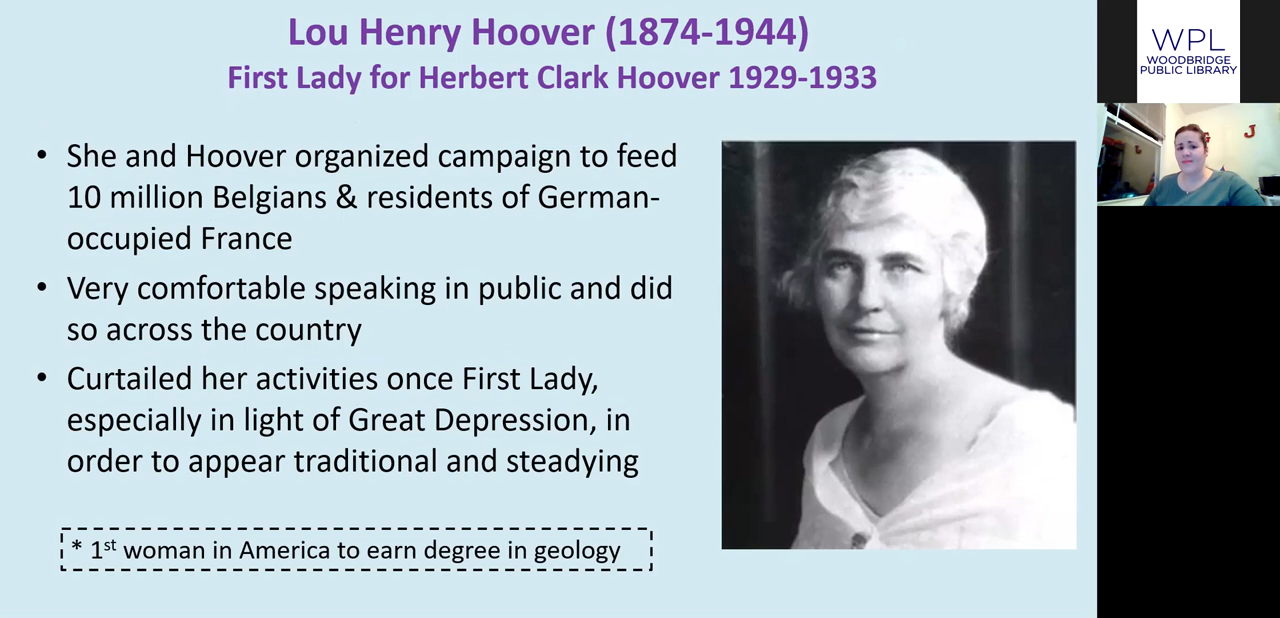 Lou Henry Hoover (1874-1944)
First Lady for Herbert Clark Hoover 1929-1933
• She and Hoover organized campaign to feed
10 million Belgians & residents of German-
occupied France
• Very comfortable speaking in public and did
so across the country
• Curtailed her activities once First Lady,
especially in light of Great Depression, in
order to appear traditional and steadying
* 1st woman in America to earn degree in geology
WPL
WOODBRIDGE
PUBLIC LIBRARY
G J